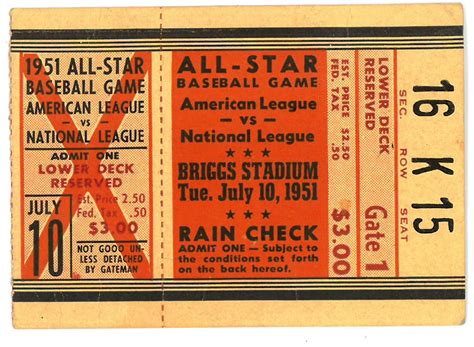 1951 ALL-STAR
BASEBALL GAME
AMERICAN LEAGUE
VS
NATIONAL LEAGUE
ADMIT ONE
LOWER DECK
RESERVED
JULY
10
Est. Price 2.50
Fed. Tax .50
$3.00
NOT GOOD UNLESS
DETACHED BY
GATEMAN
ALL-STAR
BASEBALL GAME
American League
vs
National League
BRIGGS STADIUM
Tue. July 10, 1951
RAIN CHECK
ADMIT ONE – Subject to
the conditions set forth
on the back hereof.
EST. PRICE $2.50
FED. TAX .50
$3.00
LOWER DECK
RESERVED
Gate 1
SEC. ROW SEAT
16 K 15